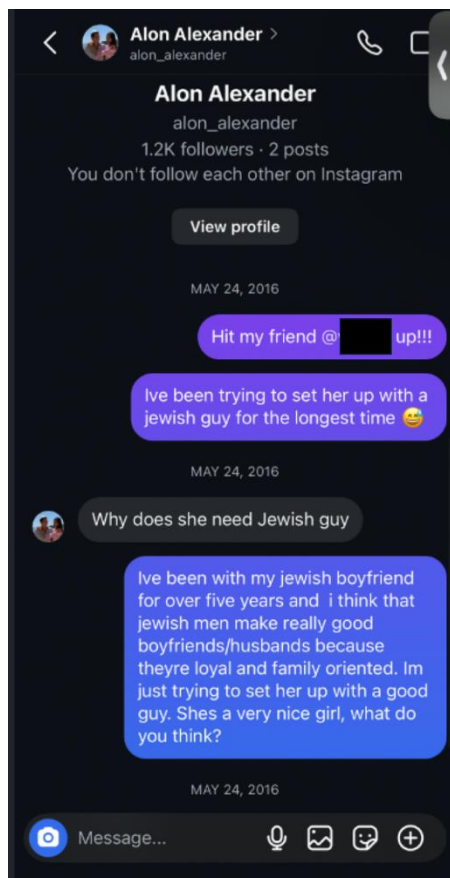 Alon Alexander >
alon_alexander
Alon Alexander
alon_alexander
1.2K followers · 2 posts
You don't follow each other on Instagram
View profile
MAY 24, 2016
Hit my friend @ up!!!
Ive been trying to set her up with a
jewish guy for the longest time 😅
MAY 24, 2016
Why does she need Jewish guy
Ive been with my jewish boyfriend
for over five years and i think that
jewish men make really good
boyfriends/husbands because
theyre loyal and family oriented. Im
just trying to set her up with a good
guy. Shes a very nice girl, what do
you think?
MAY 24, 2016
Message...